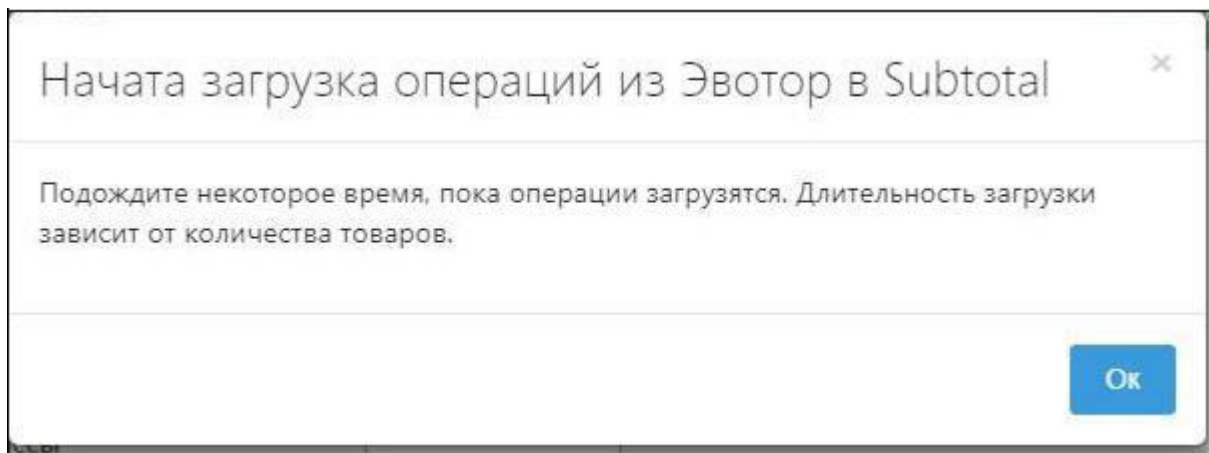 Начата загрузка операций из Эвотор в Subtotal
×
Подождите некоторое время, пока операции загрузятся. Длительность загрузки
зависит от количества товаров.
Ок